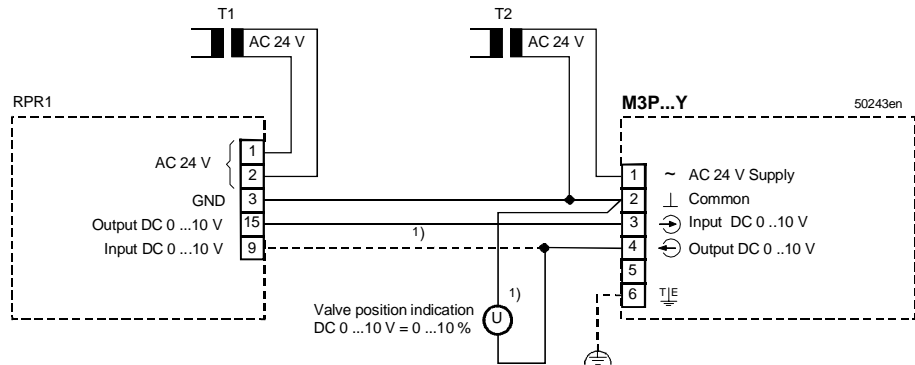 T1
T2
AC 24 V
AC 24 V
RPR1
M3P...Y
50243en
AC 24 V
1
2
GND
3
Output DC 0 ...10 V
15
Input DC 0 ...10 V
9
1)
1
~
AC 24 V Supply
2
⊥
Common
3
Input DC 0 ..10 V
4
Output DC 0 ..10 V
5
6
T E
1)
Valve position indication
DC 0 ...10 V = 0 ...10 %
U